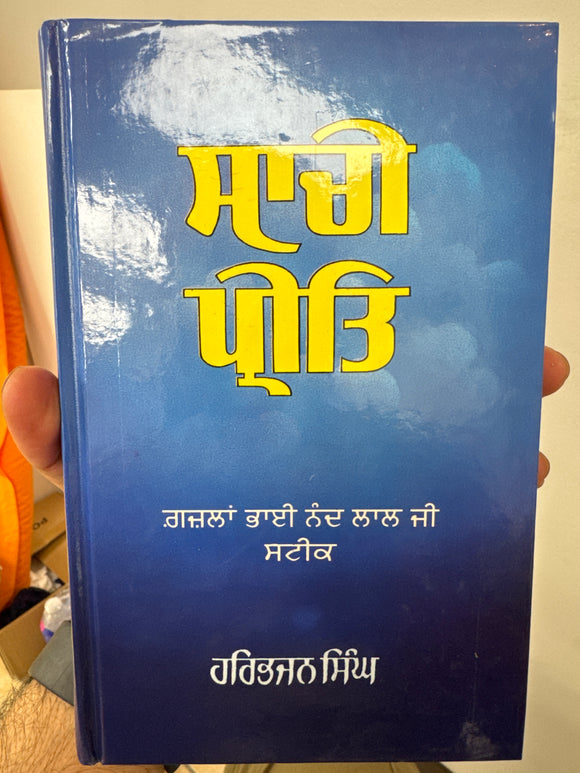 ਸਾਚੀ
ਪ੍ਰੀਤਿ
ਗ਼ਜ਼ਲਾਂ ਭਾਈ ਨੰਦ ਲਾਲ ਜੀ
ਸਟੀਕ
ਹਰਿਭਜਨ ਸਿੰਘ